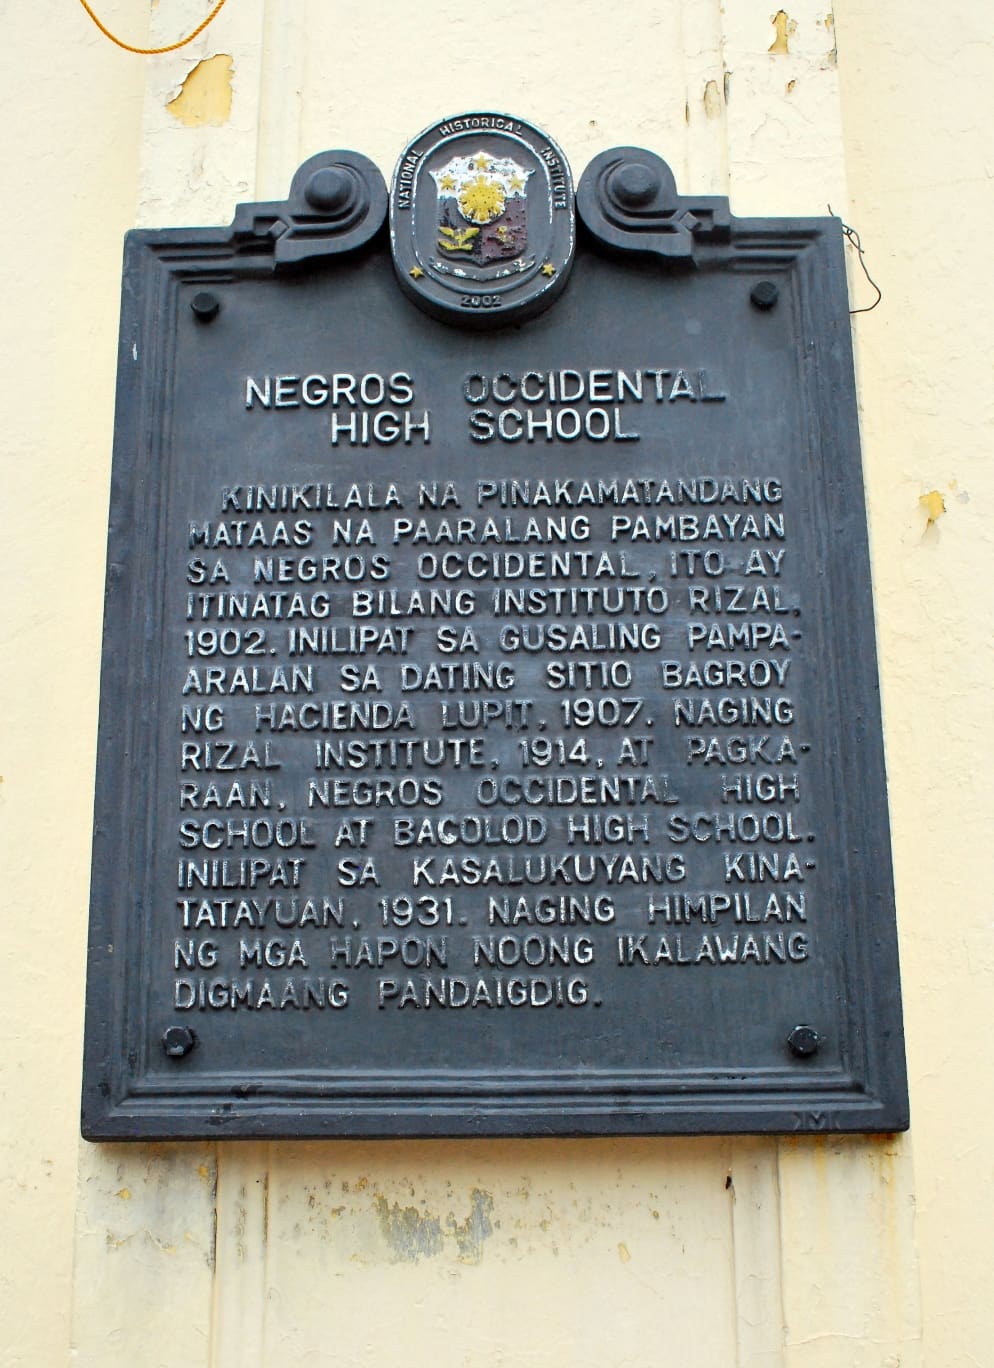 NATIONAL HISTORICAL INSTITUTE
2002
NEGROS OCCIDENTAL
HIGH SCHOOL
KINIKILALA NA PINAKAMATANDANG
MATAAS NA PAARALANG PAMBAYAN
SA NEGROS OCCIDENTAL, ITO AY
ITINATAG BILANG INSTITUTO RIZAL,
1902. INILIPAT SA GUSALING PAMPA-
ARALAN SA DATING SITIO BAGROY
NG HACIENDA LUPIT, 1907. NAGING
RIZAL INSTITUTE, 1914, AT PAGKA-
RAAN, NEGROS OCCIDENTAL HIGH
SCHOOL AT BACOLOD HIGH SCHOOL.
INILIPAT SA KASALUKUYANG KINA-
TATAYUAN, 1931. NAGING HIMPILAN
NG MGA HAPON NOONG IKALAWANG
DIGMAANG PANDAIGDIG.